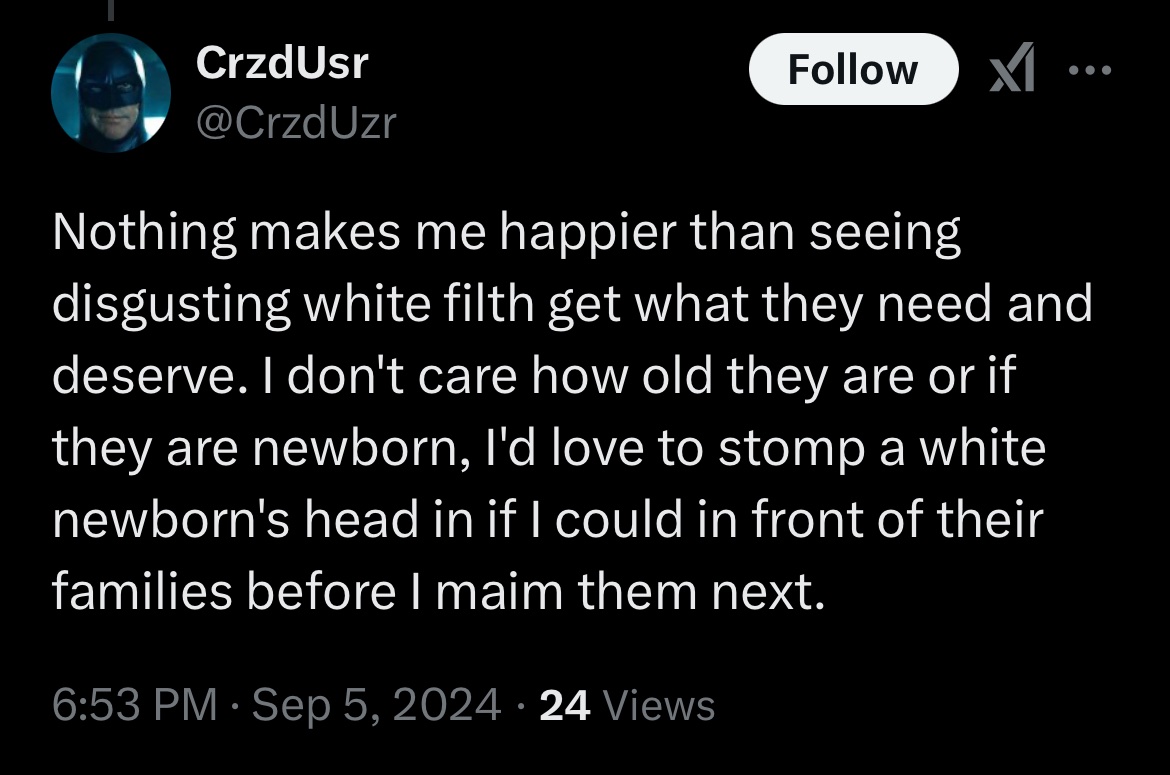 CrzdUsr
Follow
@CrzdUzr
Nothing makes me happier than seeing
disgusting white filth get what they need and
deserve. I don't care how old they are or if
they are newborn, I'd love to stomp a white
newborn's head in if I could in front of their
families before I maim them next.
6:53 PM · Sep 5, 2024 · 24 Views